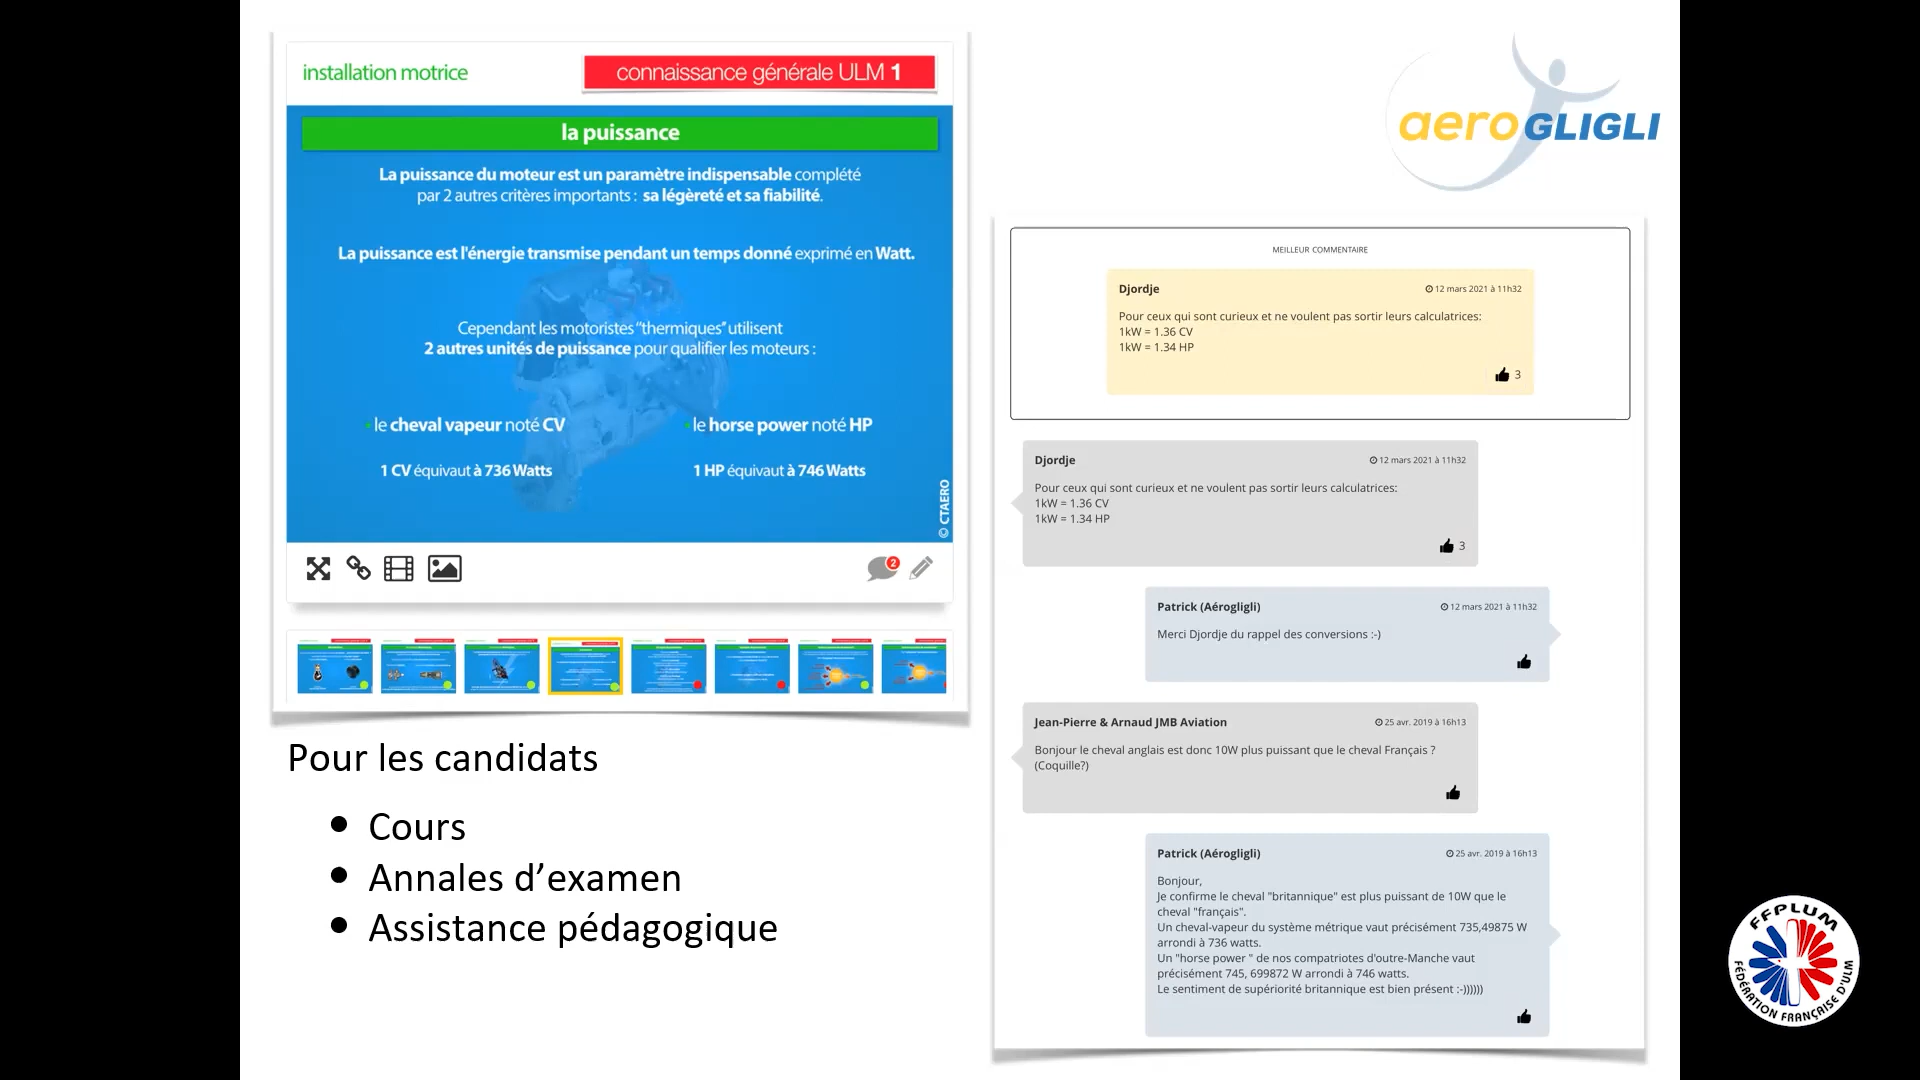 installation motrice
connaissance générale ULM 1
la puissance
La puissance du moteur est un paramètre indispensable complété
par 2 autres critères importants : sa légèreté et sa fiabilité.
La puissance est l'énergie transmise pendant un temps donné exprimé en Watt.
Cependant les motoristes "thermiques" utilisent
2 autres unités de puissance pour qualifier les moteurs :
le cheval vapeur noté CV
le horse power noté HP
1 CV équivaut à 736 Watts
1 HP équivaut à 746 Watts
© CTAERO
2
Pour les candidats
• Cours
• Annales d’examen
• Assistance pédagogique
aeroGLIGLI
MEILLEUR COMMENTAIRE
Djordje
12 mars 2021 à 11h32
Pour ceux qui sont curieux et ne voulent pas sortir leurs calculatrices:
1kW = 1.36 CV
1kW = 1.34 HP
3
Djordje
12 mars 2021 à 11h32
Pour ceux qui sont curieux et ne voulent pas sortir leurs calculatrices:
1kW = 1.36 CV
1kW = 1.34 HP
3
Patrick (Aérogligli)
12 mars 2021 à 11h32
Merci Djordje du rappel des conversions :-)
Jean-Pierre & Arnaud JMB Aviation
25 avr. 2019 à 16h13
Bonjour le cheval anglais est donc 10W plus puissant que le cheval Français ?
(Coquille?)
Patrick (Aérogligli)
25 avr. 2019 à 16h13
Bonjour,
Je confirme le cheval "britannique" est plus puissant de 10W que le
cheval "français".
Un cheval-vapeur du système métrique vaut précisément 735,49875 W
arrondi à 736 watts.
Un "horse power " de nos compatriotes d'outre-Manche vaut
précisément 745, 699872 W arrondi à 746 watts.
Le sentiment de supériorité britannique est bien présent :-))))))
FFPLUM
FÉDÉRATION FRANÇAISE D'ULM